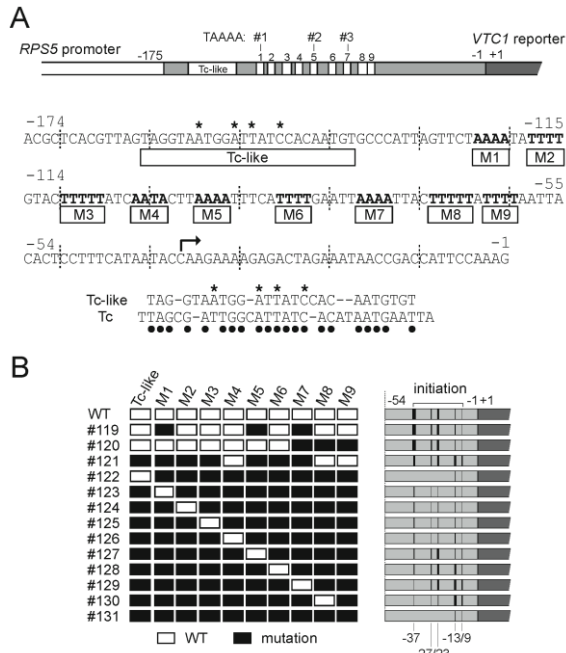 A
RPS5 promoter
-175
TAAAA:
#1
#2
#3
VTC1 reporter
-1 +1
Tc-like
1 2 3 4 5 6 7 8 9
-174
-115
* * * *
ACGCTCACGTTAGTAGGTAATGGATTATCCACAATGTGCCCATTAGTTCTAAAATATTTT
Tc-like M1 M2
-114
-55
GTACTTTTTATCAATACTTAAAATTTCATTTTGAATTAAAATTACTTTTTATTTTAATTA
M3 M4 M5 M6 M7 M8 M9
-54
-1
CACTCCTTTCATAATACCAAGAAAAGAGACTAGAAATAACCGACCATTCCAAAG
* * * *
Tc-like TAG-GTAATGG-ATTATCCAC--AATGTGT
Tc TTAGCG-ATTGGCATTATC-ACATAATGAATTA
B
Tc-like M1 M2 M3 M4 M5 M6 M7 M8 M9
initiation
-54 -1 +1
WT
#119
#120
#121
#122
#123
#124
#125
#126
#127
#128
#129
#130
#131
WT mutation
-37 -13/9